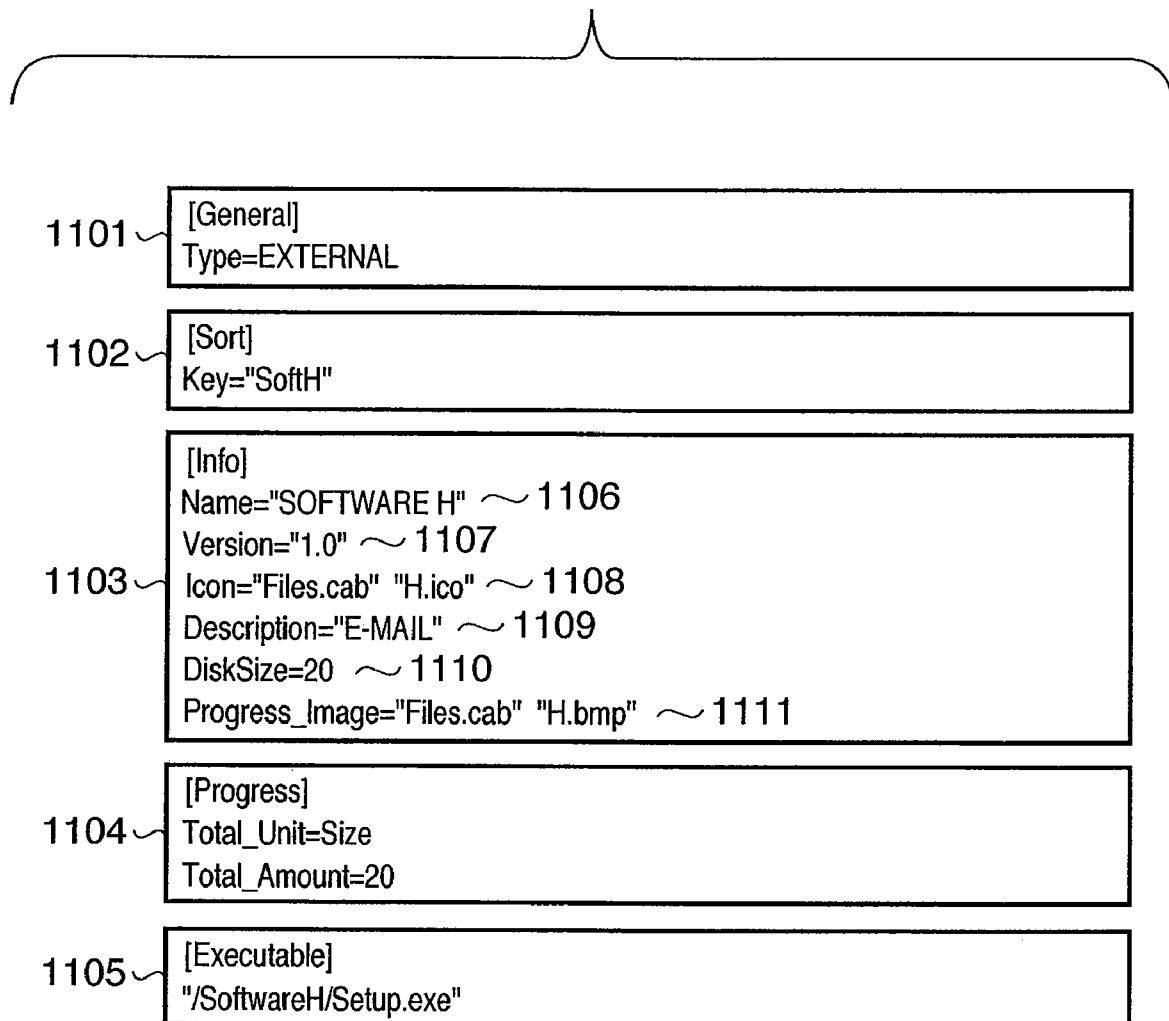 1101 [General]
Type=EXTERNAL
1102 [Sort]
Key="SoftH"
1103 [Info]
Name="SOFTWARE H" 1106
Version="1.0" 1107
Icon="Files.cab" "H.ico" 1108
Description="E-MAIL" 1109
DiskSize=20 1110
Progress_Image="Files.cab" "H.bmp" 1111
1104 [Progress]
Total_Unit=Size
Total_Amount=20
1105 [Executable]
"/SoftwareH/Setup.exe"